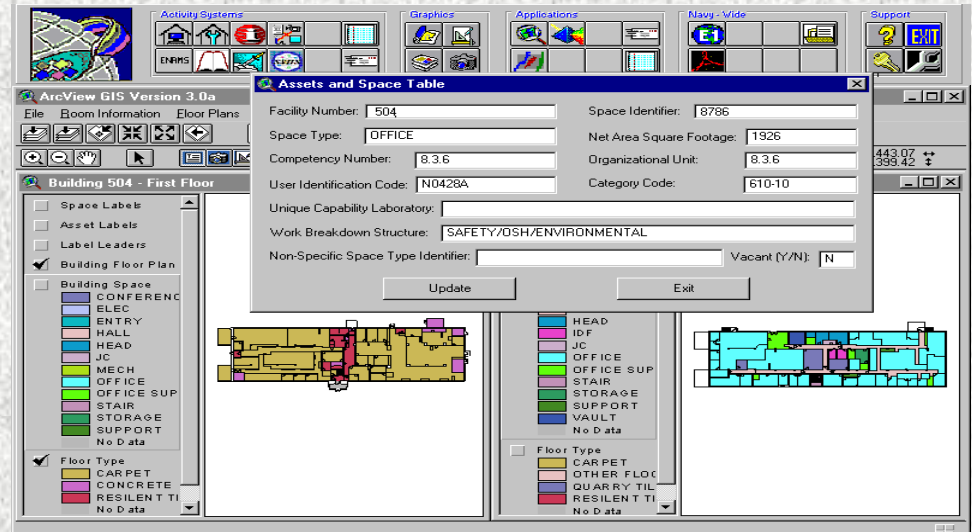 Activity Systems
Graphics
Applications
Navy - Wide
Support
EXIT
ENRMS
ArcView GIS Version 3.0a
File Room Information Floor Plans
443.07
399.42
Assets and Space Table
Facility Number: 504
Space Identifier: 8786
Space Type: OFFICE
Net Area Square Footage: 1926
Competency Number: 8.3.6
Organizational Unit: 8.3.6
User Identification Code: N0428A
Category Code: 610-10
Unique Capability Laboratory:
Work Breakdown Structure: SAFETY/OSH/ENVIRONMENTAL
Non-Specific Space Type Identifier:
Vacant (Y/N): N
Update
Exit
Building 504 - First Floor
Space Labels
Asset Labels
Label Leaders
Building Floor Plan
Building Space
CONFERENC
ELEC
ENTRY
HALL
HEAD
JC
MECH
OFFICE
OFFICE SUP
STAIR
STORAGE
SUPPORT
No Data
Floor Type
CARPET
CONCRETE
RESILENT TI
No Data
HEAD
IDF
JC
OFFICE
OFFICE SUP
STAIR
STORAGE
SUPPORT
VAULT
No Data
Floor Type
CARPET
OTHER FLOO
QUARRY TIL
RESILENT TI
No Data